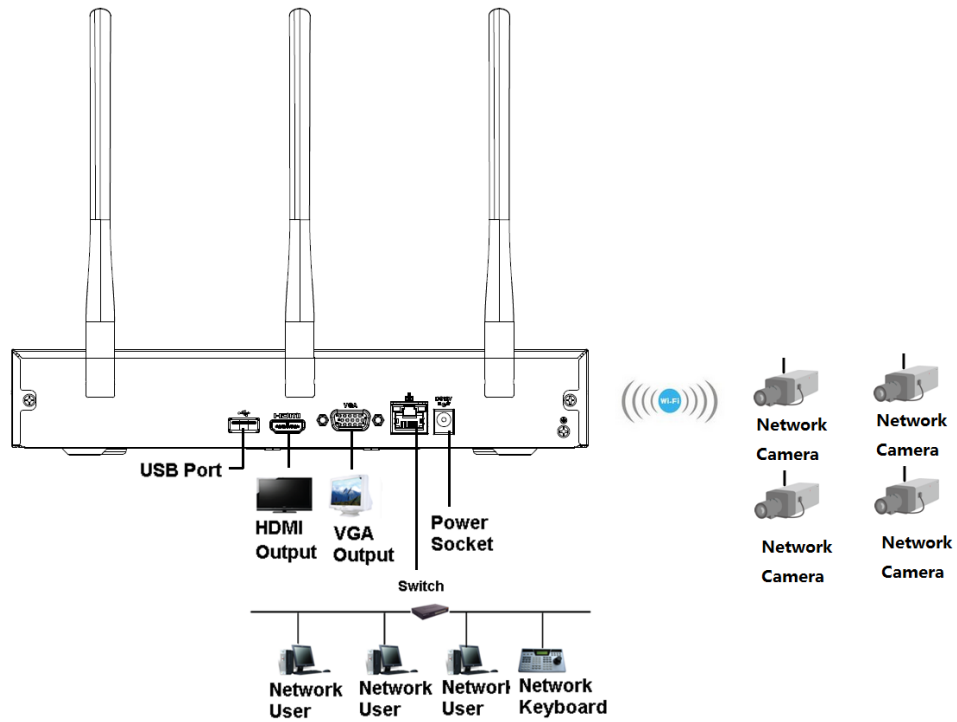 HDMI
VGA
USB Port
HDMI
Output
VGA
Output
Power
Socket
Wi-Fi
Network
Camera
Network
Camera
Network
Camera
Network
Camera
Switch
Network
User
Network
User
Network
User
Network
Keyboard